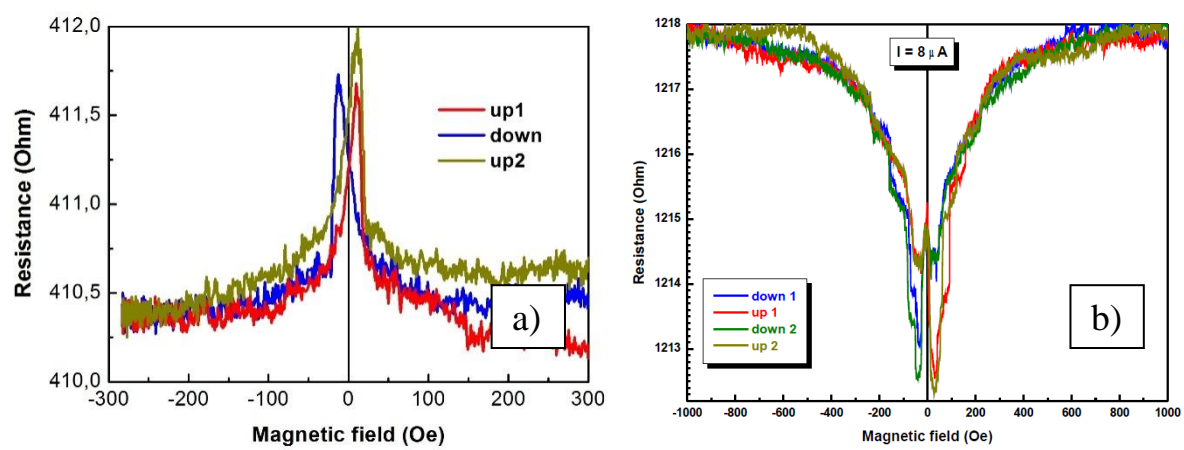 412,0
411,5
411,0
410,5
410,0
-300 -200 -100 0 100 200 300
Resistance (Ohm)
Magnetic field (Oe)
up1
down
up2
a)
1218
1217
1216
1215
1214
1213
-1000 -800 -600 -400 -200 0 200 400 600 800 1000
Resistance (Ohm)
Magnetic field (Oe)
I = 8 μ A
down 1
up 1
down 2
up 2
b)